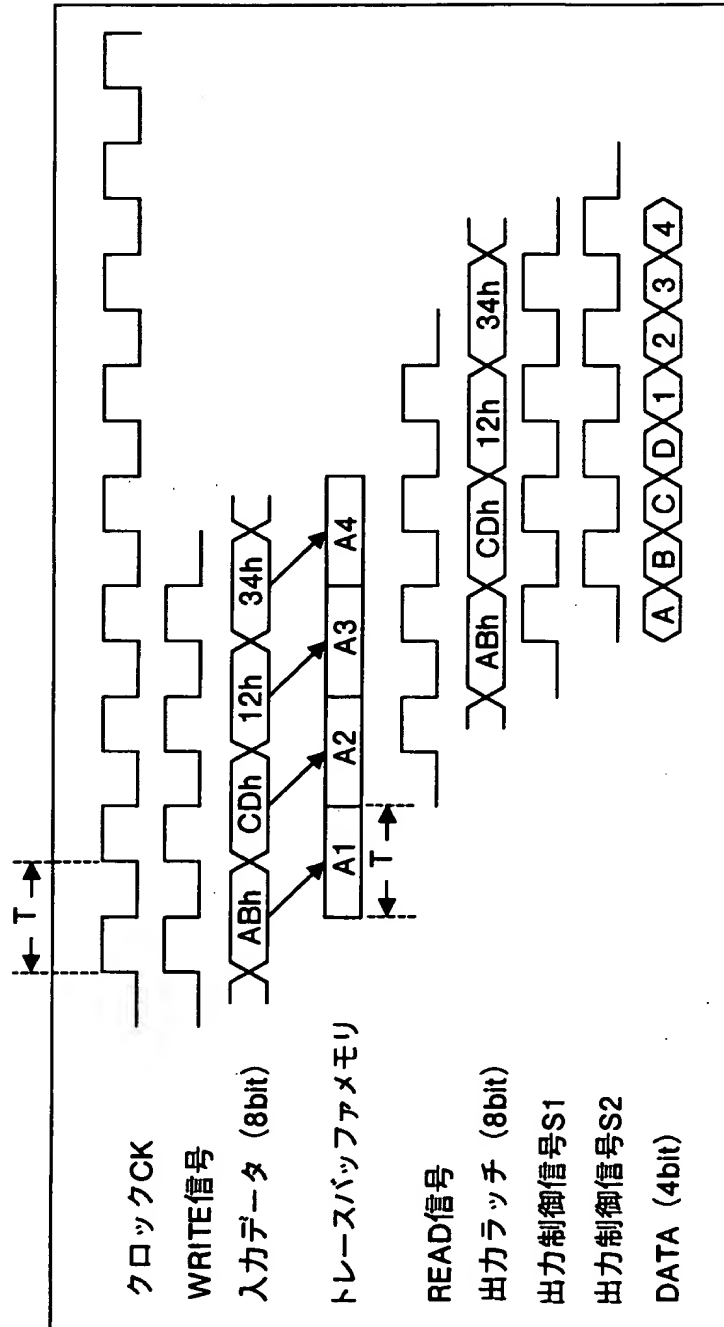 T
クロックCK
WRITE信号
入力データ (8bit) ABh CDh 12h 34h
トレースバッファメモリ A1 A2 A3 A4
T
READ信号
出力ラッチ (8bit) ABh CDh 12h 34h
出力制御信号S1
出力制御信号S2
DATA (4bit) A B C D 1 2 3 4